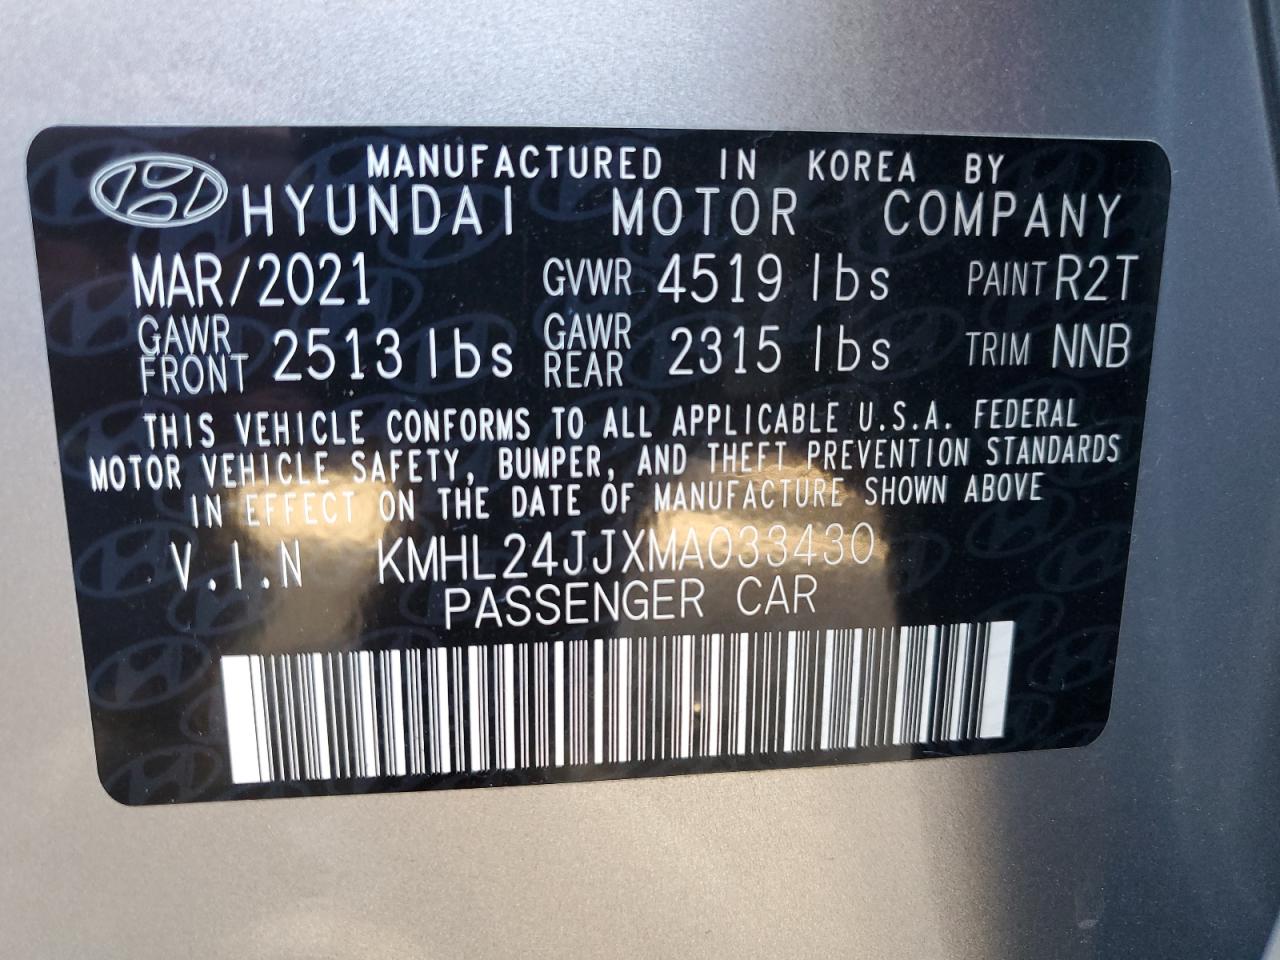 MANUFACTURED IN KOREA BY
HYUNDAI MOTOR COMPANY
MAR/2021 GVWR 4519 lbs PAINT R2T
GAWR FRONT 2513 lbs GAWR REAR 2315 lbs TRIM NNB
THIS VEHICLE CONFORMS TO ALL APPLICABLE U.S.A. FEDERAL
MOTOR VEHICLE SAFETY, BUMPER, AND THEFT PREVENTION STANDARDS
IN EFFECT ON THE DATE OF MANUFACTURE SHOWN ABOVE
V.I.N KMHL24JJXMA033430
PASSENGER CAR